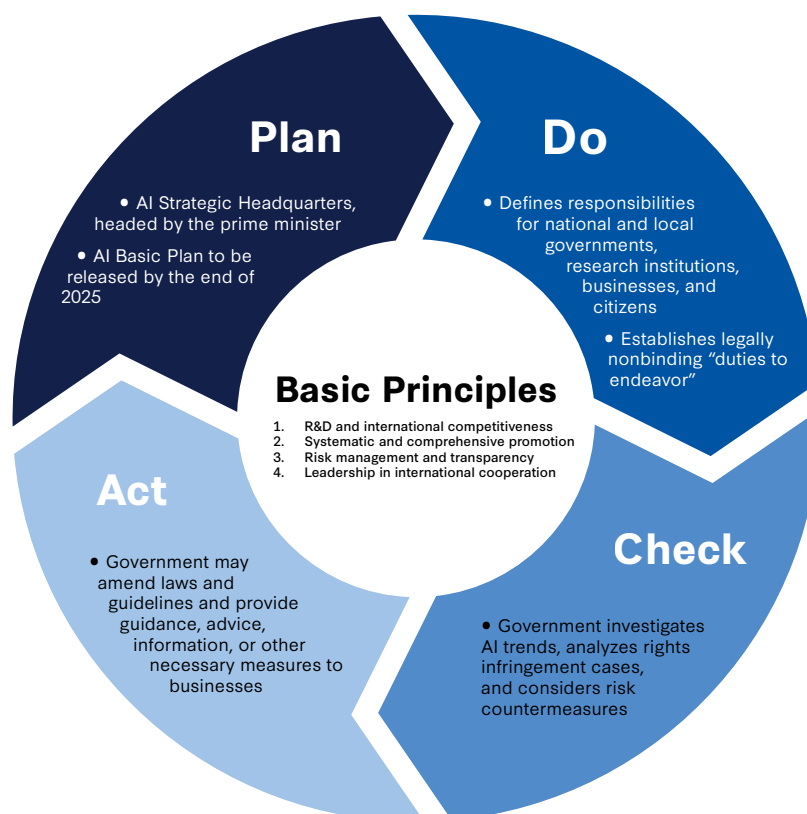 Plan
• AI Strategic Headquarters,
headed by the prime minister
• AI Basic Plan to be
released by the end of
2025
Do
• Defines responsibilities
for national and local
governments,
research institutions,
businesses, and
citizens
• Establishes legally
nonbinding “duties to
endeavor”
Basic Principles
1. R&D and international competitiveness
2. Systematic and comprehensive promotion
3. Risk management and transparency
4. Leadership in international cooperation
Check
• Government investigates
AI trends, analyzes rights
infringement cases,
and considers risk
countermeasures
Act
• Government may
amend laws and
guidelines and provide
guidance, advice,
information, or other
necessary measures to
businesses